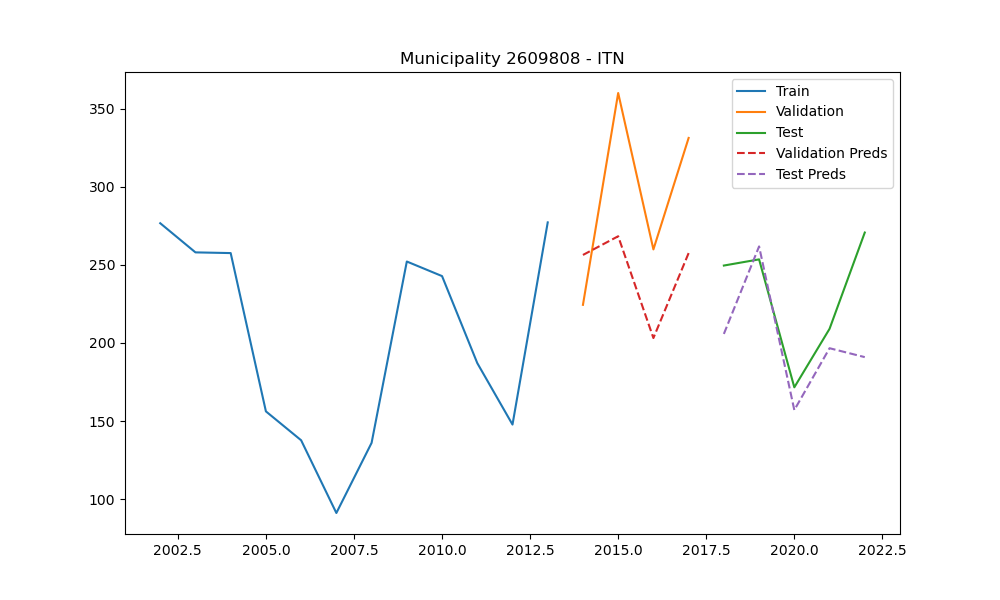 Municipality 2609808 - ITN
Train
Validation
Test
Validation Preds
Test Preds
350
300
250
200
150
100
2002.5 2005.0 2007.5 2010.0 2012.5 2015.0 2017.5 2020.0 2022.5